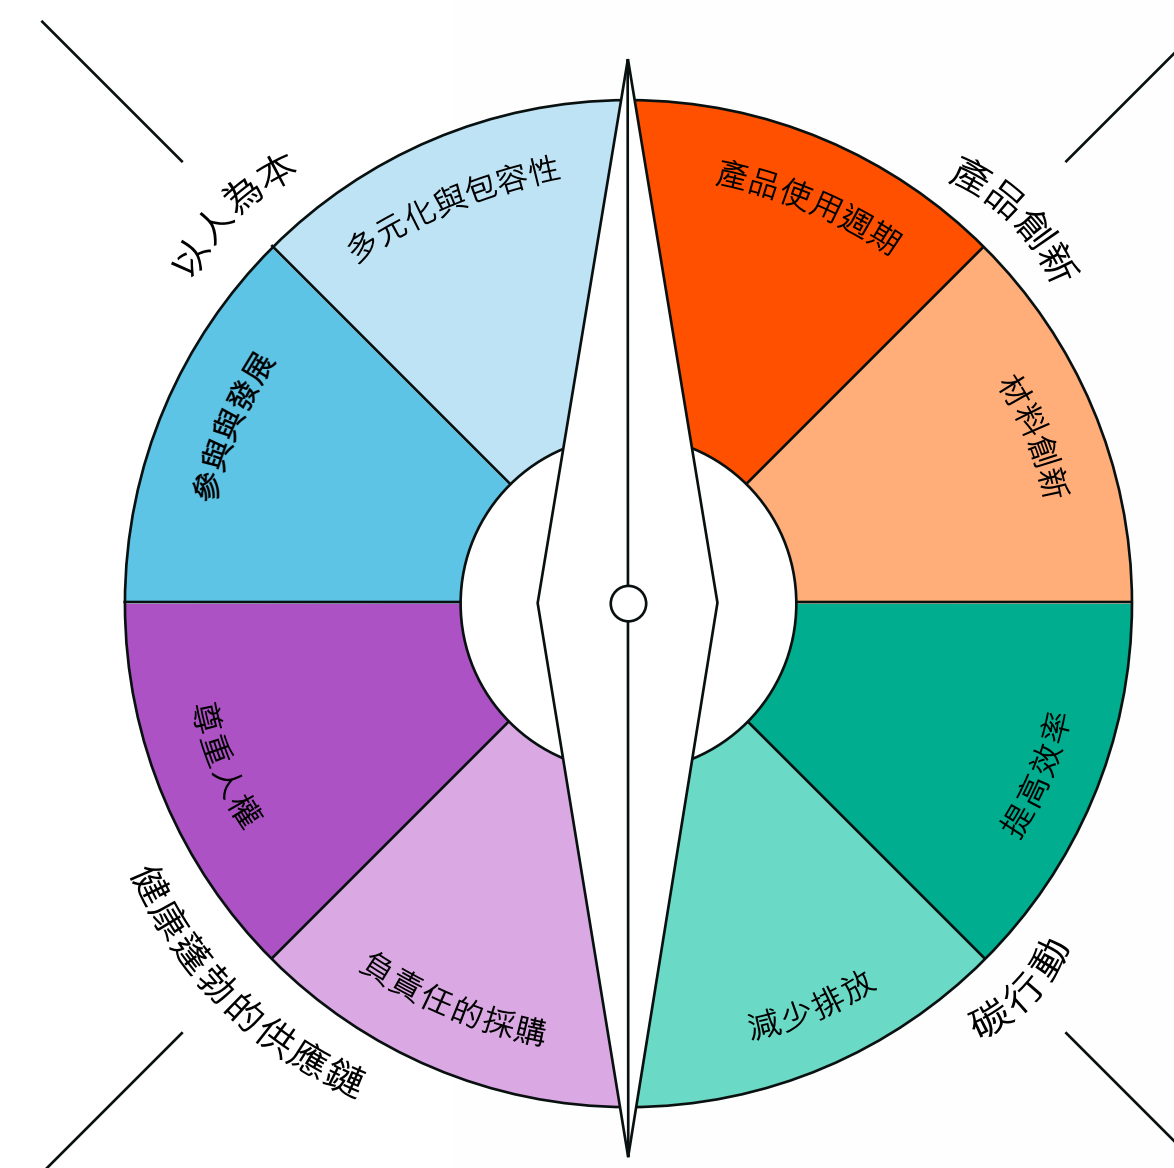 以人為本
多元化與包容性
參與與發展
產品創新
產品使用週期
材料創新
碳行動
提高效率
減少排放
健康蓬勃的供應鏈
尊重人權
負責任的採購